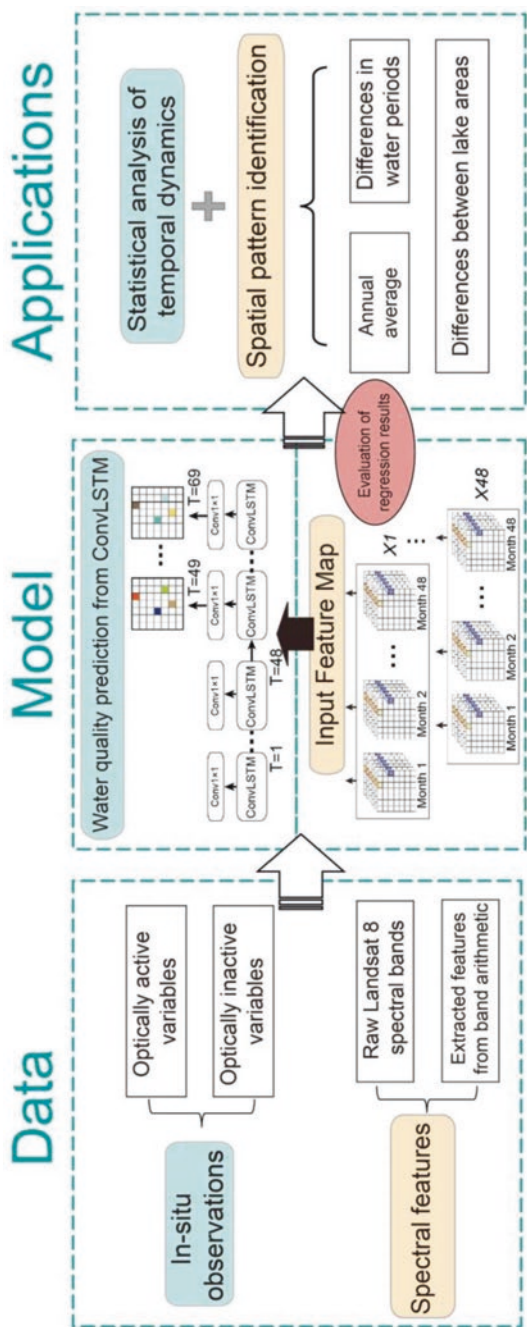 Data
In-situ
observations
Optically active
variables
Optically inactive
variables
Spectral features
Raw Landsat 8
spectral bands
Extracted features
from band arithmetic
Model
Water quality prediction from ConvLSTM
T=49
...
T=69
Conv1×1
Conv1×1
Conv1×1
Conv1×1
ConvLSTM
ConvLSTM
ConvLSTM
ConvLSTM
T=1
T=48
Input Feature Map
X1
Month 1
Month 2
...
Month 48
...
X48
Month 1
Month 2
...
Month 48
Evaluation of
regression results
Applications
Statistical analysis of
temporal dynamics
+
Spatial pattern identification
Annual
average
Differences in
water periods
Differences between lake areas